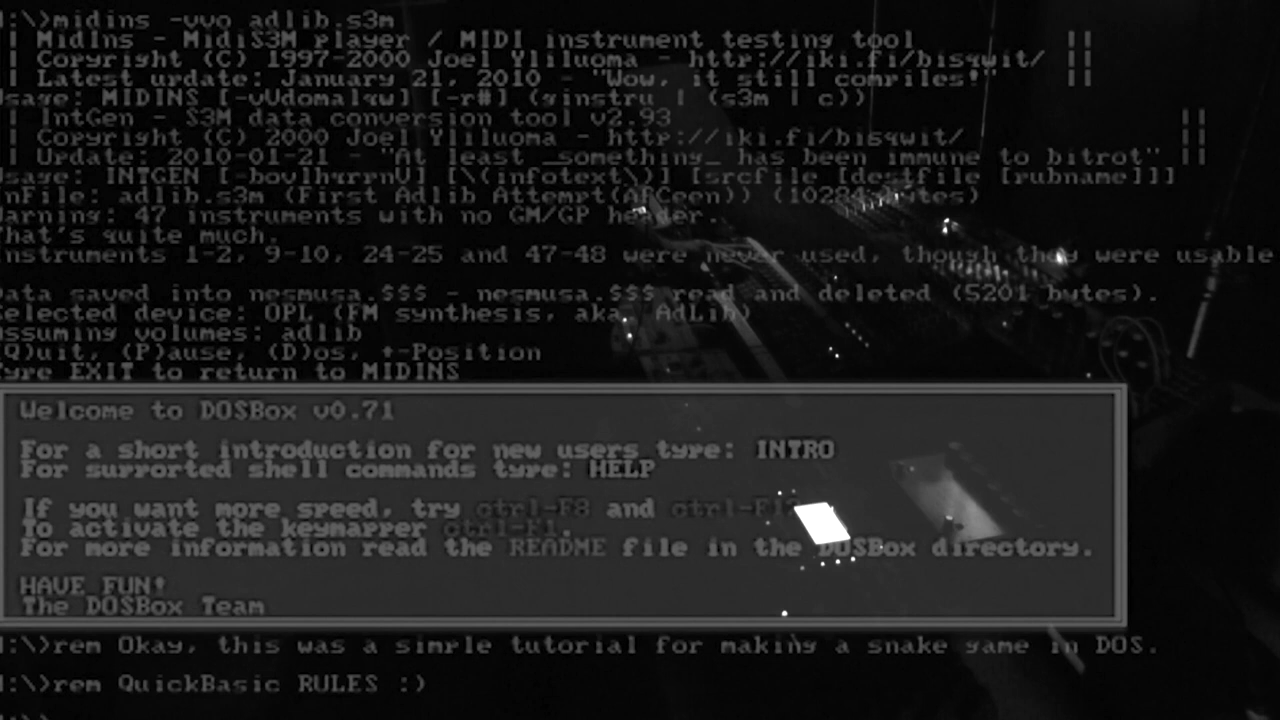 :\>midins -vvo adlib.s3m
| MidIns - MidiS3M player / MIDI instrument testing tool ||
| Copyright (C) 1997-2000 Joel Yliluoma - http://iki.fi/bisqwit/ ||
| Latest update: January 21, 2010 - "Wow, it still compiles!" ||
sage: MIDINS [-vVdomalqw] [-r#] (ginstru | (s3m | c))
| IntGen - S3M data conversion tool v2.93 ||
| Copyright (C) 2000 Joel Yliluoma - http://iki.fi/bisqwit/ ||
| Update: 2010-01-21 - "At least _something_ has been immune to bitrot" ||
sage: INTGEN [-bovlhqrpnV] [\(infotext\)] [srcfile [destfile [pubname]]]
nFile: adlib.s3m (First Adlib Attempt(AfCeen)) (10284 bytes)
arning: 47 instruments with no GM/GP header.
hat's quite much.
nstruments 1-2, 9-10, 24-25 and 47-48 were never used, though they were usable
ata saved into nesmusa.$$$ - nesmusa.$$$ read and deleted (5201 bytes).
elected device: OPL (FM synthesis, aka. AdLib)
ssuming volumes: adlib
Q)uit, (P)ause, (D)os, +-Position
ype EXIT to return to MIDINS
Welcome to DOSBox v0.71
For a short introduction for new users type: INTRO
For supported shell commands type: HELP
If you want more speed, try ctrl-F8 and ctrl-F12.
To activate the keymapper ctrl-F1.
For more information read the README file in the DOSBox directory.
HAVE FUN!
The DOSBox Team
:\>rem Okay, this was a simple tutorial for making a snake game in DOS.
:\>rem QuickBasic RULES :)
:\>